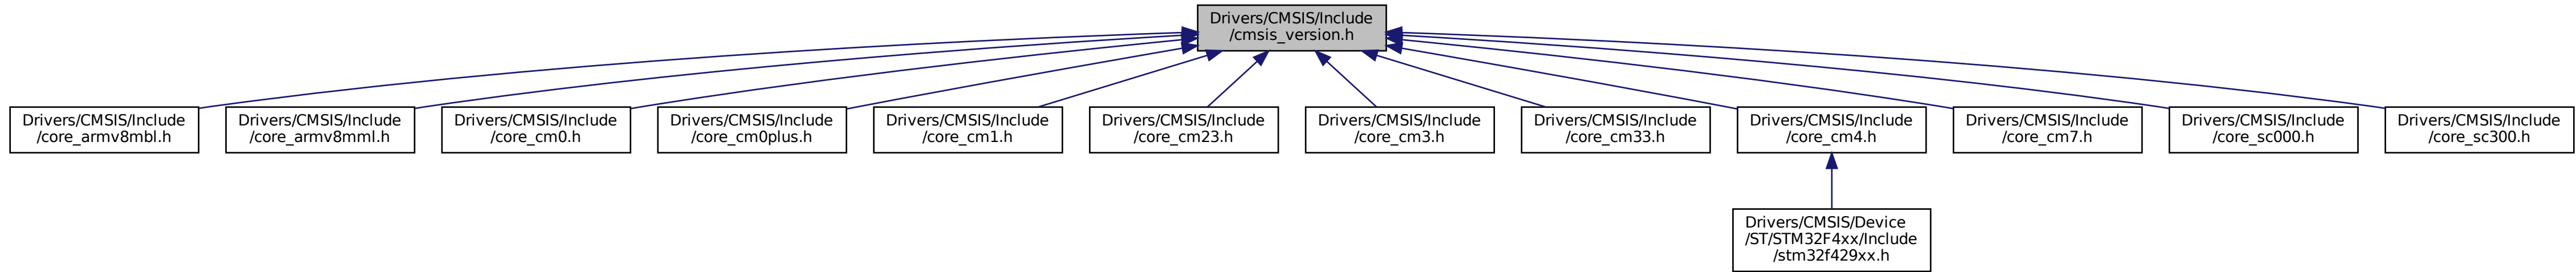 Drivers/CMSIS/Include
/cmsis_version.h
Drivers/CMSIS/Include
/core_armv8mbl.h
Drivers/CMSIS/Include
/core_armv8mml.h
Drivers/CMSIS/Include
/core_cm0.h
Drivers/CMSIS/Include
/core_cm0plus.h
Drivers/CMSIS/Include
/core_cm1.h
Drivers/CMSIS/Include
/core_cm23.h
Drivers/CMSIS/Include
/core_cm3.h
Drivers/CMSIS/Include
/core_cm33.h
Drivers/CMSIS/Include
/core_cm4.h
Drivers/CMSIS/Include
/core_cm7.h
Drivers/CMSIS/Include
/core_sc000.h
Drivers/CMSIS/Include
/core_sc300.h
Drivers/CMSIS/Device
/ST/STM32F4xx/Include
/stm32f429xx.h